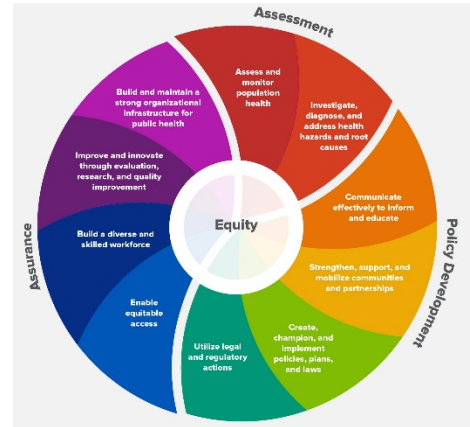 Assessment
Assess and
monitor
population
health
Investigate,
diagnose, and
address health
hazards and root
causes
Policy Development
Communicate
effectively to inform
and educate
Strengthen, support, and
mobilize communities
and partnerships
Create,
champion, and
implement
policies, plans,
and laws
Utilize legal
and regulatory
actions
Assurance
Enable
equitable
access
Build a diverse and
skilled workforce
Improve and innovate
through evaluation,
research, and quality
improvement
Build and maintain a
strong organizational
infrastructure for
public health
Equity